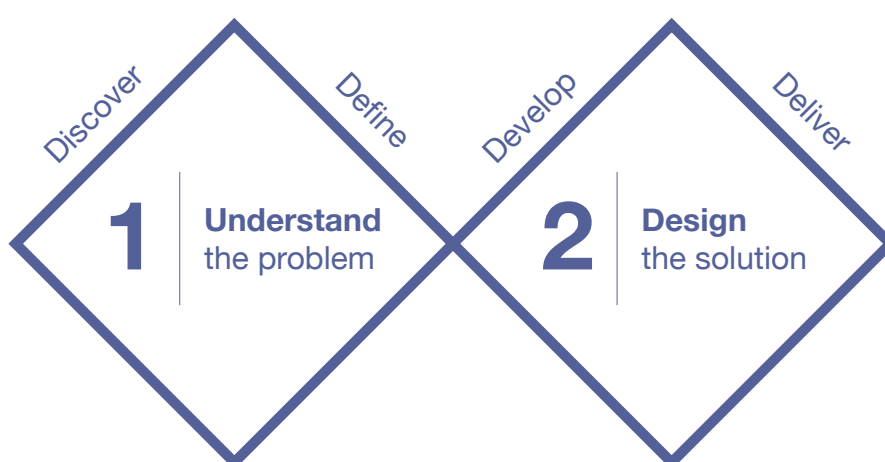 Discover
Define
Develop
Deliver
1
Understand
the problem
2
Design
the solution